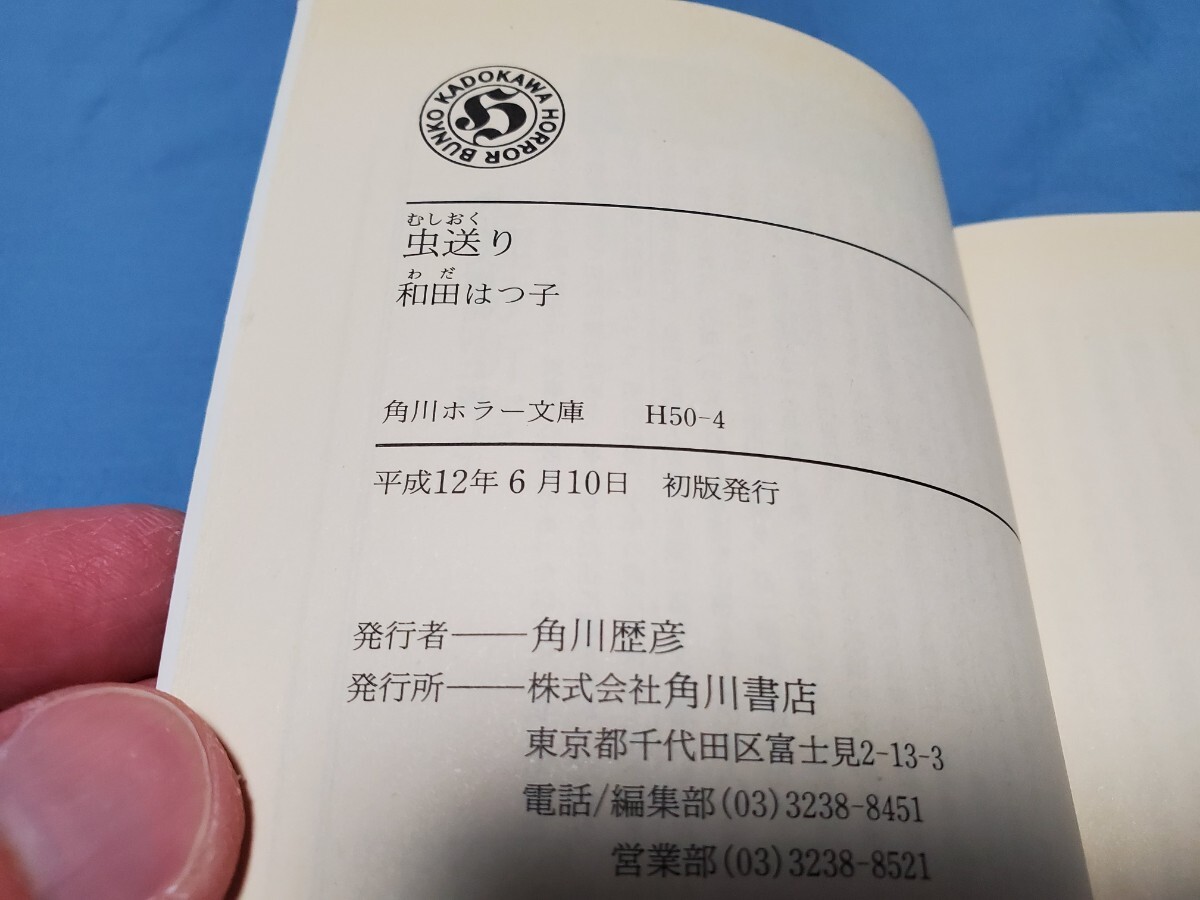 KADOKAWA HORROR BUNKO
H
むしおく
虫送り
わだ
和田はつ子
角川ホラー文庫 H50-4
平成12年6月10日 初版発行
発行者――角川歴彦
発行所――株式会社角川書店
東京都千代田区富士見2-13-3
電話/編集部(03)3238-8451
営業部(03)3238-8521